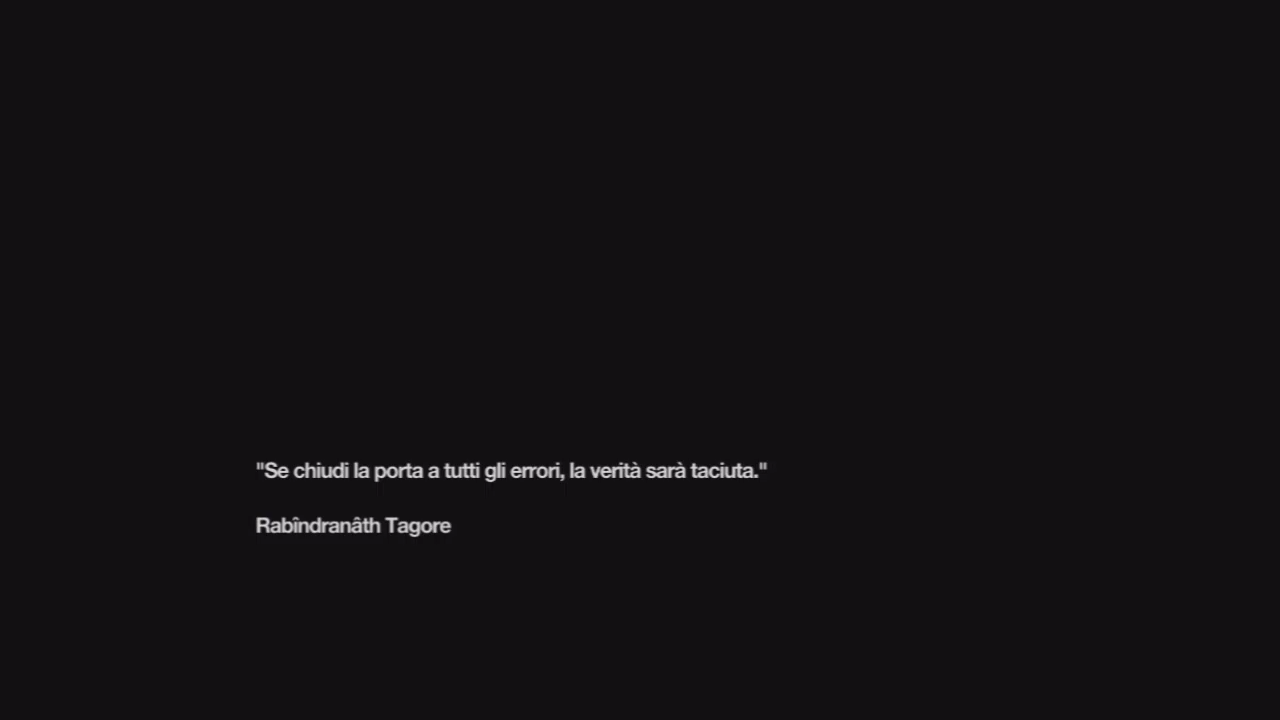 "Se chiudi la porta a tutti gli errori, la verità sarà taciuta."
Rabîndranâth Tagore